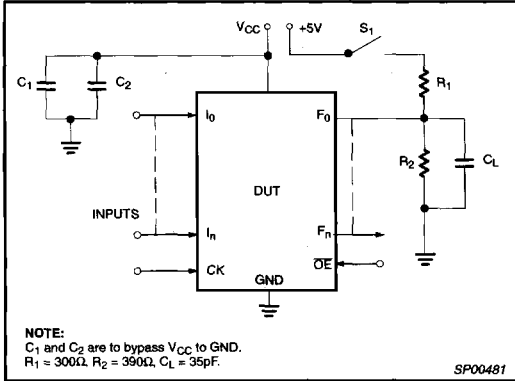 VCC +5V S1
C1 C2 R1
I0 F0
R2 CL
DUT
INPUTS
In Fn
CK OE
GND
NOTE:
C1 and C2 are to bypass VCC to GND.
R1 = 300Ω, R2 = 390Ω, CL = 35pF.
SP00481